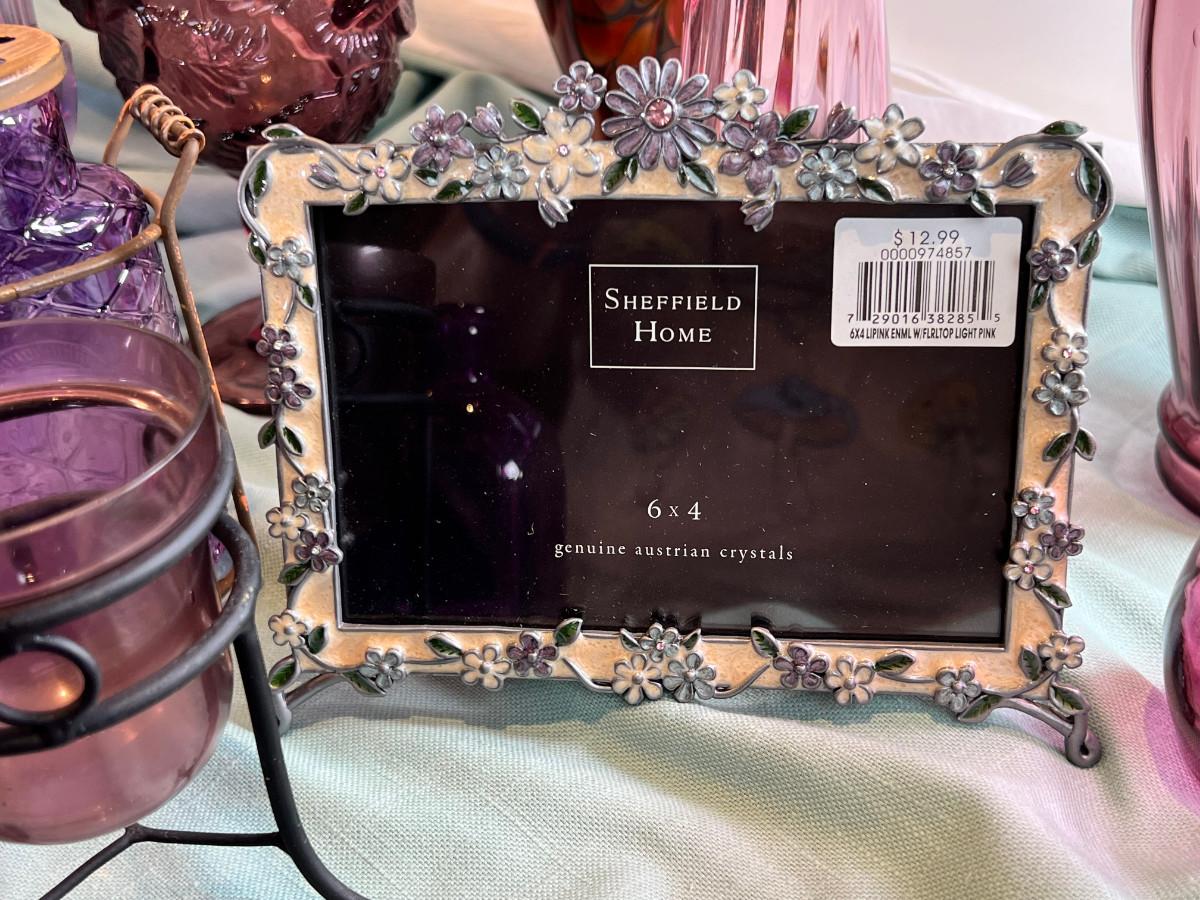 $12.99
0000974857
7 29016 38285 5
6X4 LIPINK ENML W/FLRLTOP LIGHT PINK
SHEFFIELD
HOME
6 x 4
genuine austrian crystals